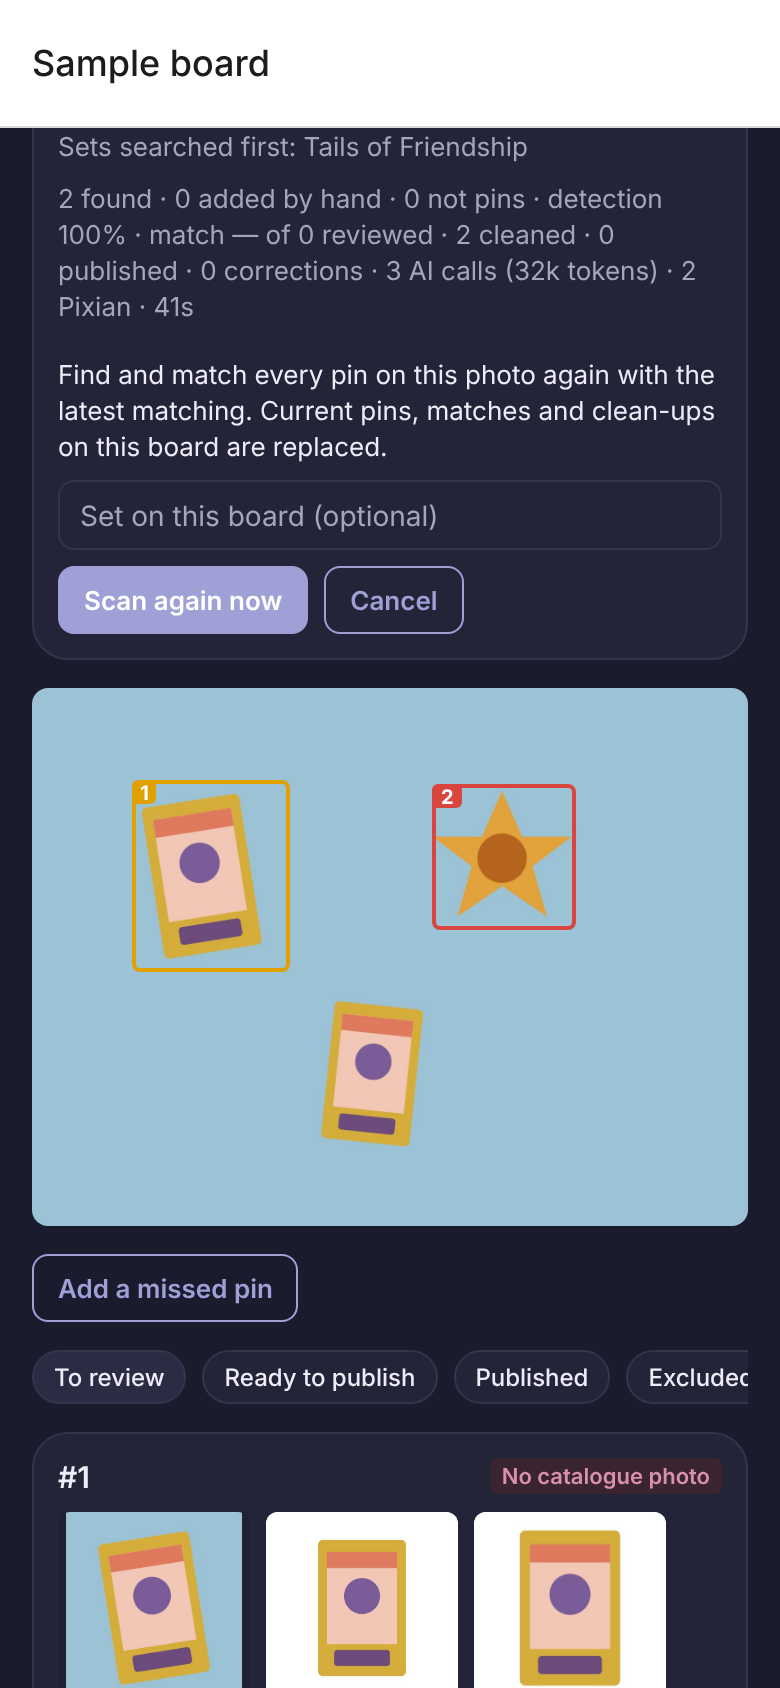 Sample board
Sets searched first: Tails of Friendship
2 found · 0 added by hand · 0 not pins · detection
100% · match — of 0 reviewed · 2 cleaned · 0
published · 0 corrections · 3 AI calls (32k tokens) · 2
Pixian · 41s
Find and match every pin on this photo again with the
latest matching. Current pins, matches and clean-ups
on this board are replaced.
Set on this board (optional)
Scan again now
Cancel
1
2
Add a missed pin
To review
Ready to publish
Published
Excluded
#1
No catalogue photo